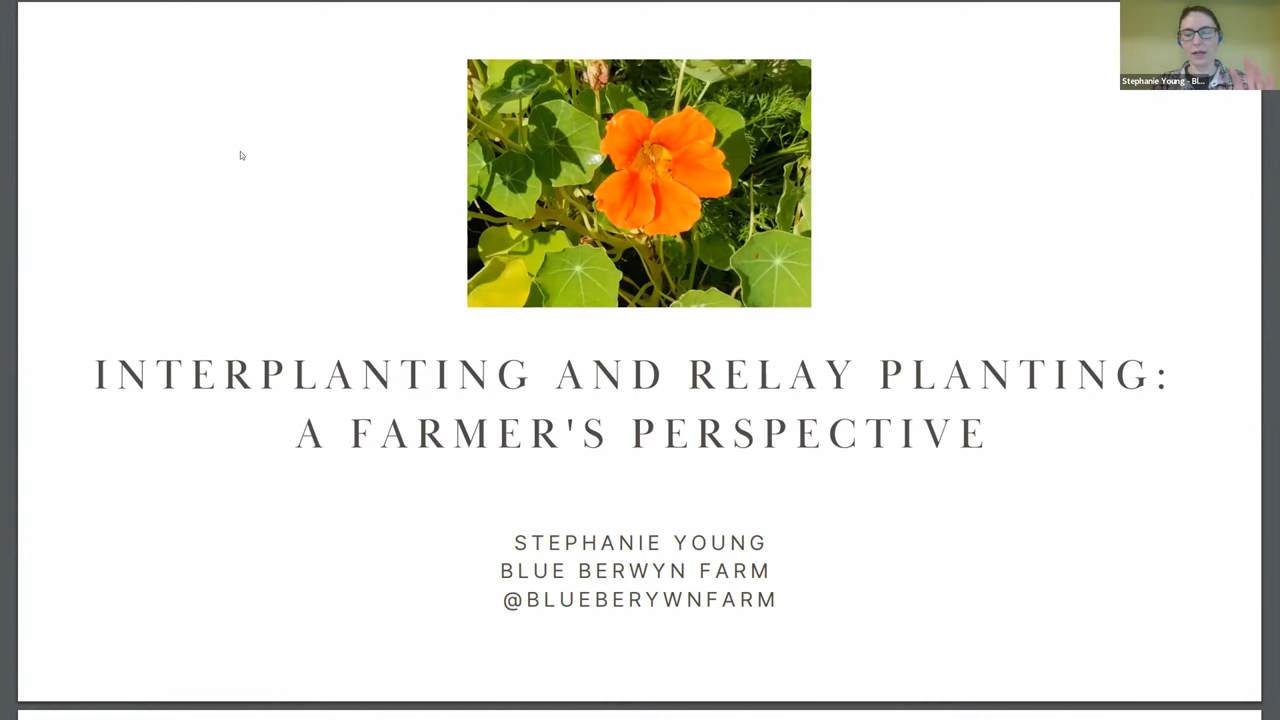 Stephanie Young - Bl...
INTERPLANTING AND RELAY PLANTING:
A FARMER'S PERSPECTIVE
STEPHANIE YOUNG
BLUE BERWYN FARM
@BLUEBERYWNFARM